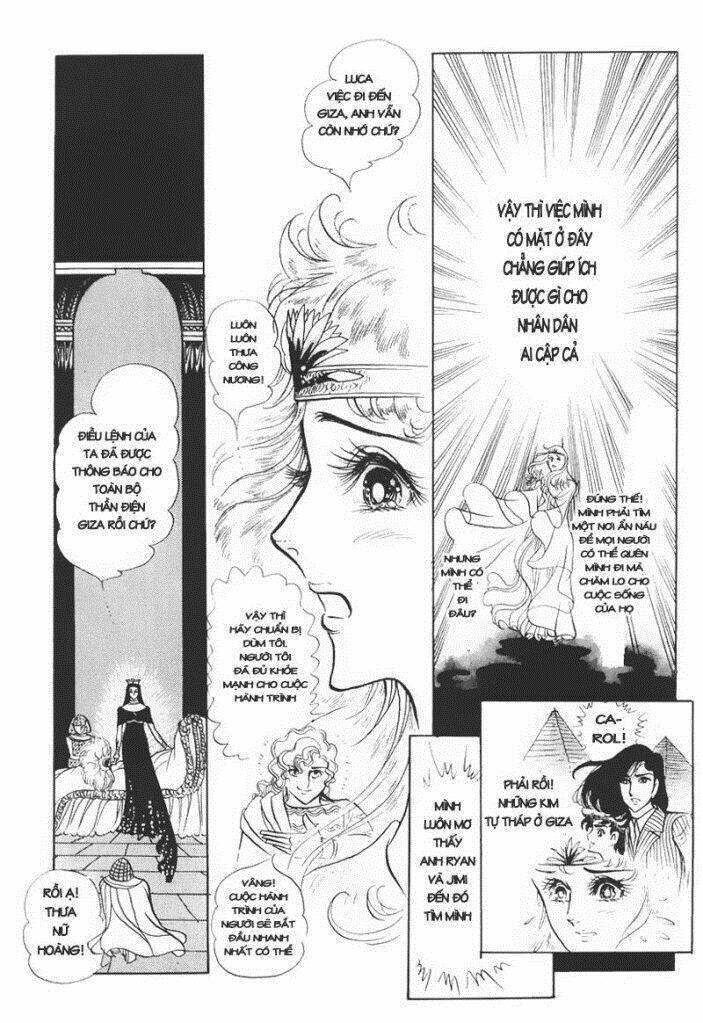 VẬY THÌ VIỆC MÌNH
CÓ MẶT Ở ĐÂY
CHẲNG GIÚP ÍCH
ĐƯỢC GÌ CHO
NHÂN DÂN
AI CẬP CẢ
ĐÚNG THẾ!
MÌNH PHẢI TÌM
MỘT NƠI ẨN NÁU
ĐỂ MỌI NGƯỜI
CÓ THỂ QUÊN
MÌNH ĐI MÀ
CHĂM LO CHO
CUỘC SỐNG
CỦA HỌ
NHƯNG
MÌNH CÓ
THỂ
ĐI
ĐÂU?
CA-
ROL!
PHẢI RỒI!
NHỮNG KIM
TỰ THÁP Ở GIZA
MÌNH
LUÔN MƠ
THẤY
ANH RYAN
VÀ JIMI
ĐẾN ĐÓ
TÌM MÌNH
LUCA
VIỆC ĐI ĐẾN
GIZA, ANH VẪN
CÒN NHỚ CHỨ?
LUÔN
LUÔN
THƯA
CÔNG
NƯƠNG!
VẬY THÌ
HÃY CHUẨN BỊ
DÙM TÔI.
NGƯỜI TÔI
ĐÃ ĐỦ KHỎE
MẠNH CHO CUỘC
HÀNH TRÌNH
VÂNG!
CUỘC HÀNH
TRÌNH CỦA
NGƯỜI SẼ BẮT
ĐẦU NHANH
NHẤT CÓ THỂ
ĐIỀU LỆNH CỦA
TA ĐÃ ĐƯỢC
THÔNG BÁO CHO
TOÀN BỘ
THẦN ĐIỆN
GIZA RỒI CHỨ?
RỒI Ạ!
THƯA
NỮ
HOÀNG!